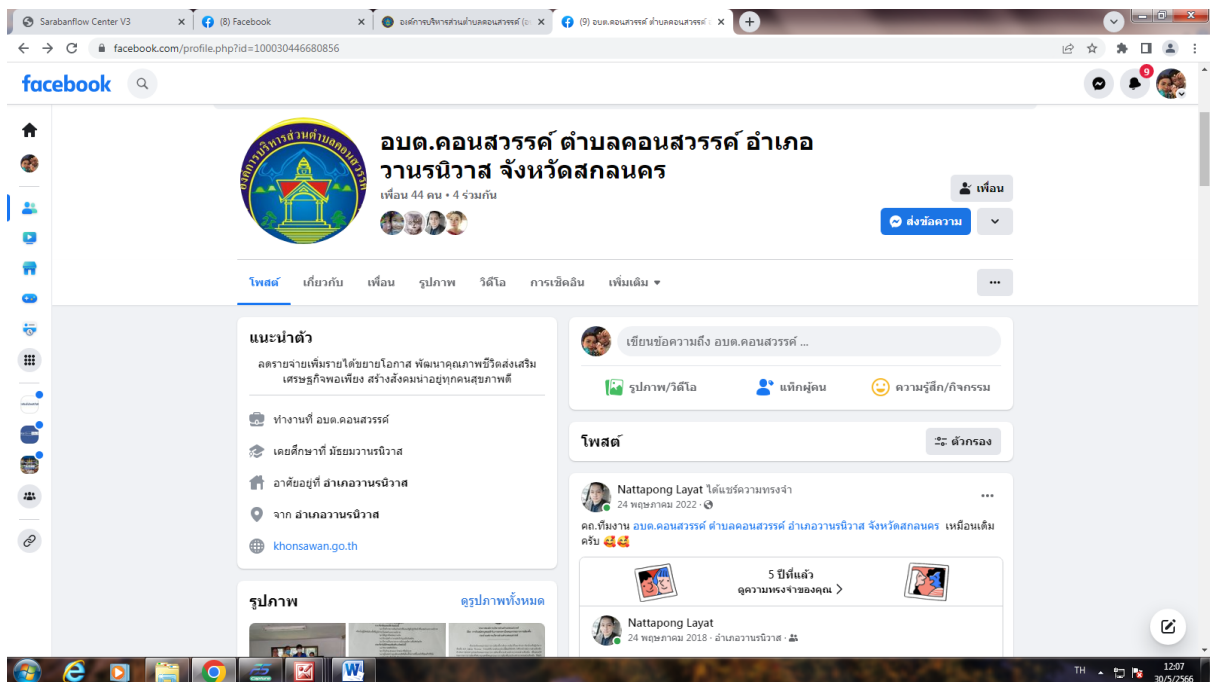 Sarabanflow Center V3
(8) Facebook
องค์การบริหารส่วนตำบลคอนสวรรค์ (อ
(9) อบต.คอนสวรรค์ ตำบลคอนสวรรค์
facebook.com/profile.php?id=100030446680856
facebook
9
องค์การบริหารส่วนตำบลคอนสวรรค์
อบต.คอนสวรรค์ ตำบลคอนสวรรค์ อำเภอ
วานรนิวาส จังหวัดสกลนคร
เพื่อน 44 คน • 4 ร่วมกัน
เพื่อน
ส่งข้อความ
โพสต์ เกี่ยวกับ เพื่อน รูปภาพ วิดีโอ การเช็คอิน เพิ่มเติม
แนะนำตัว
ลดรายจ่ายเพิ่มรายได้ขยายโอกาส พัฒนาคุณภาพชีวิตส่งเสริม
เศรษฐกิจพอเพียง สร้างสังคมน่าอยู่ทุกคนสุขภาพดี
ทำงานที่ อบต.คอนสวรรค์
เคยศึกษาที่ มัธยมวานรนิวาส
อาศัยอยู่ที่ อำเภอวานรนิวาส
จาก อำเภอวานรนิวาส
khonsawan.go.th
รูปภาพ
ดูรูปภาพทั้งหมด
เขียนข้อความถึง อบต.คอนสวรรค์ ...
รูปภาพ/วิดีโอ
แท็กผู้คน
ความรู้สึก/กิจกรรม
โพสต์
ตัวกรอง
Nattapong Layat ได้แชร์ความทรงจำ
24 พฤษภาคม 2022
คถ.ทีมงาน อบต.คอนสวรรค์ ตำบลคอนสวรรค์ อำเภอวานรนิวาส จังหวัดสกลนคร เหมือนเดิม
ครับ
5 ปีที่แล้ว
ดูความทรงจำของคุณ
Nattapong Layat
24 พฤษภาคม 2018 · อำเภอวานรนิวาส
TH
12:07
30/5/2566